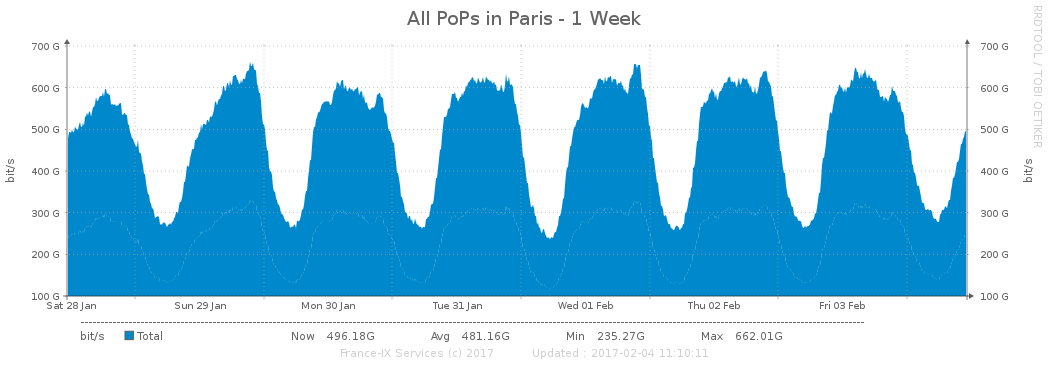 All PoPs in Paris - 1 Week
RRDTOOL / TOBI OETIKER
700 G 700 G
600 G 600 G
500 G 500 G
400 G 400 G
300 G 300 G
200 G 200 G
100 G 100 G
bit/s bit/s
Sat 28 Jan Sun 29 Jan Mon 30 Jan Tue 31 Jan Wed 01 Feb Thu 02 Feb Fri 03 Feb
bit/s Total Now 496.18G Avg 481.16G Min 235.27G Max 662.01G
France-IX Services (c) 2017 Updated : 2017-02-04 11:10:11